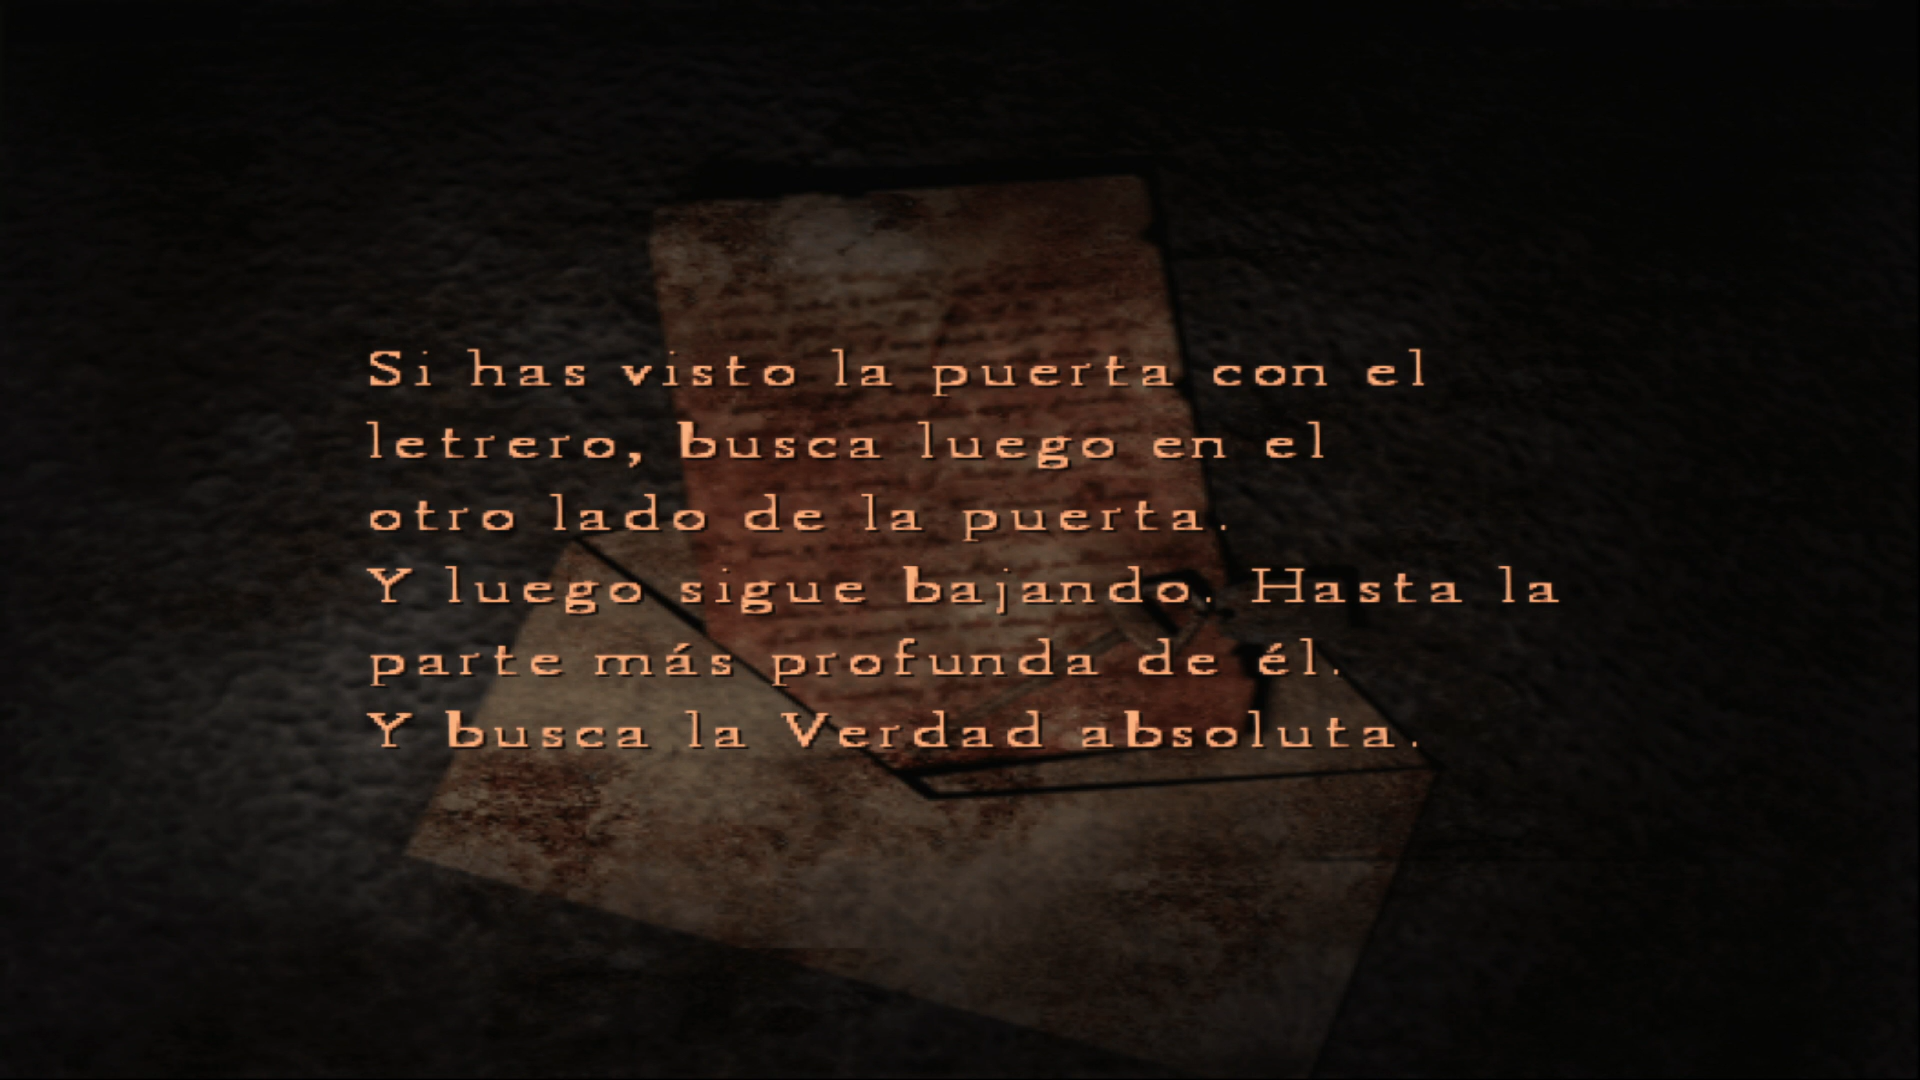 Si has visto la puerta con el
letrero, busca luego en el
otro lado de la puerta.
Y luego sigue bajando. Hasta la
parte más profunda de él.
Y busca la Verdad absoluta.